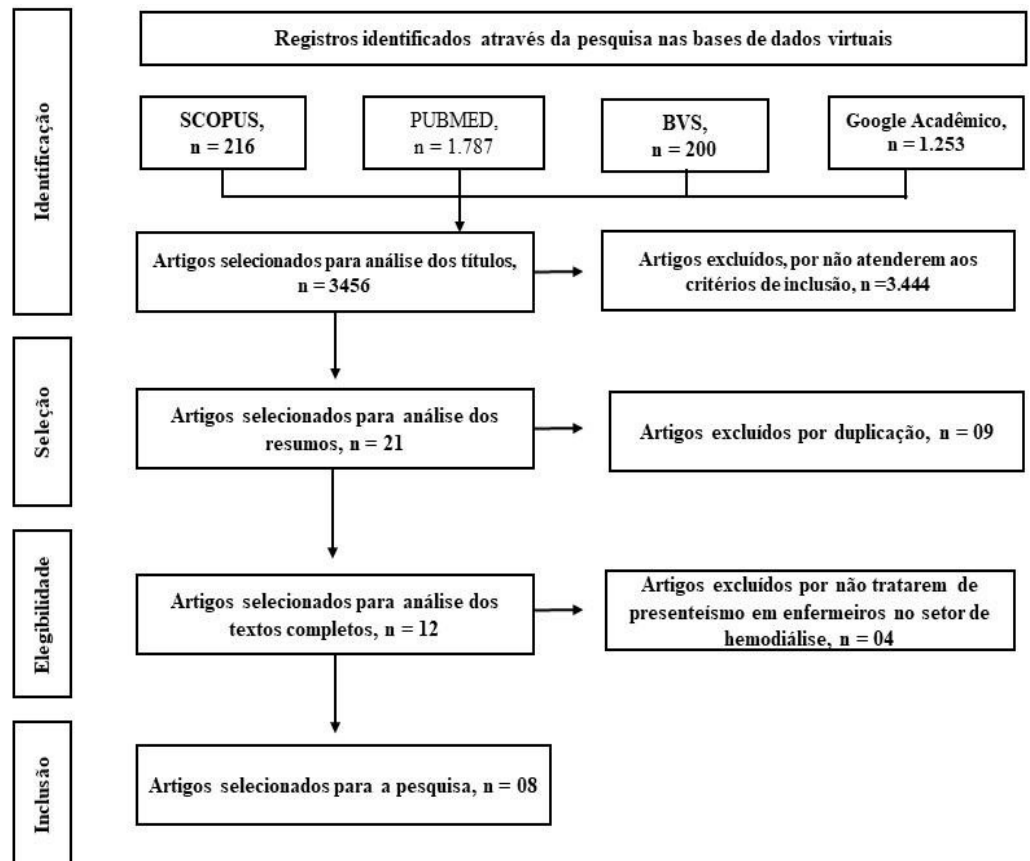 Identificação
Registros identificados através da pesquisa nas bases de dados virtuais
SCOPUS,
n = 216
PUBMED,
n = 1.787
BVS,
n = 200
Google Acadêmico,
n = 1.253
Artigos selecionados para análise dos títulos,
n = 3456
Artigos excluídos, por não atenderem aos
critérios de inclusão, n =3.444
Seleção
Artigos selecionados para análise dos
resumos, n = 21
Artigos excluídos por duplicação, n = 09
Elegibilidade
Artigos selecionados para análise dos
textos completos, n = 12
Artigos excluídos por não tratarem de
presenteísmo em enfermeiros no setor de
hemodiálise, n = 04
Inclusão
Artigos selecionados para a pesquisa, n = 08